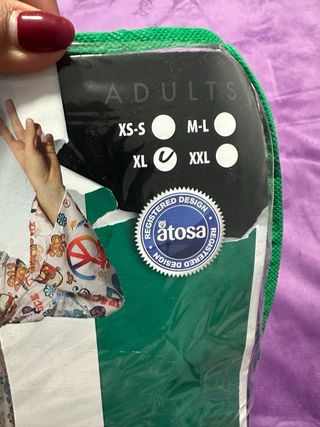 ADULTS
XS-S M-L
XL XXL
REGISTERED DESIGN
atosa
REGISTERED DESIGN